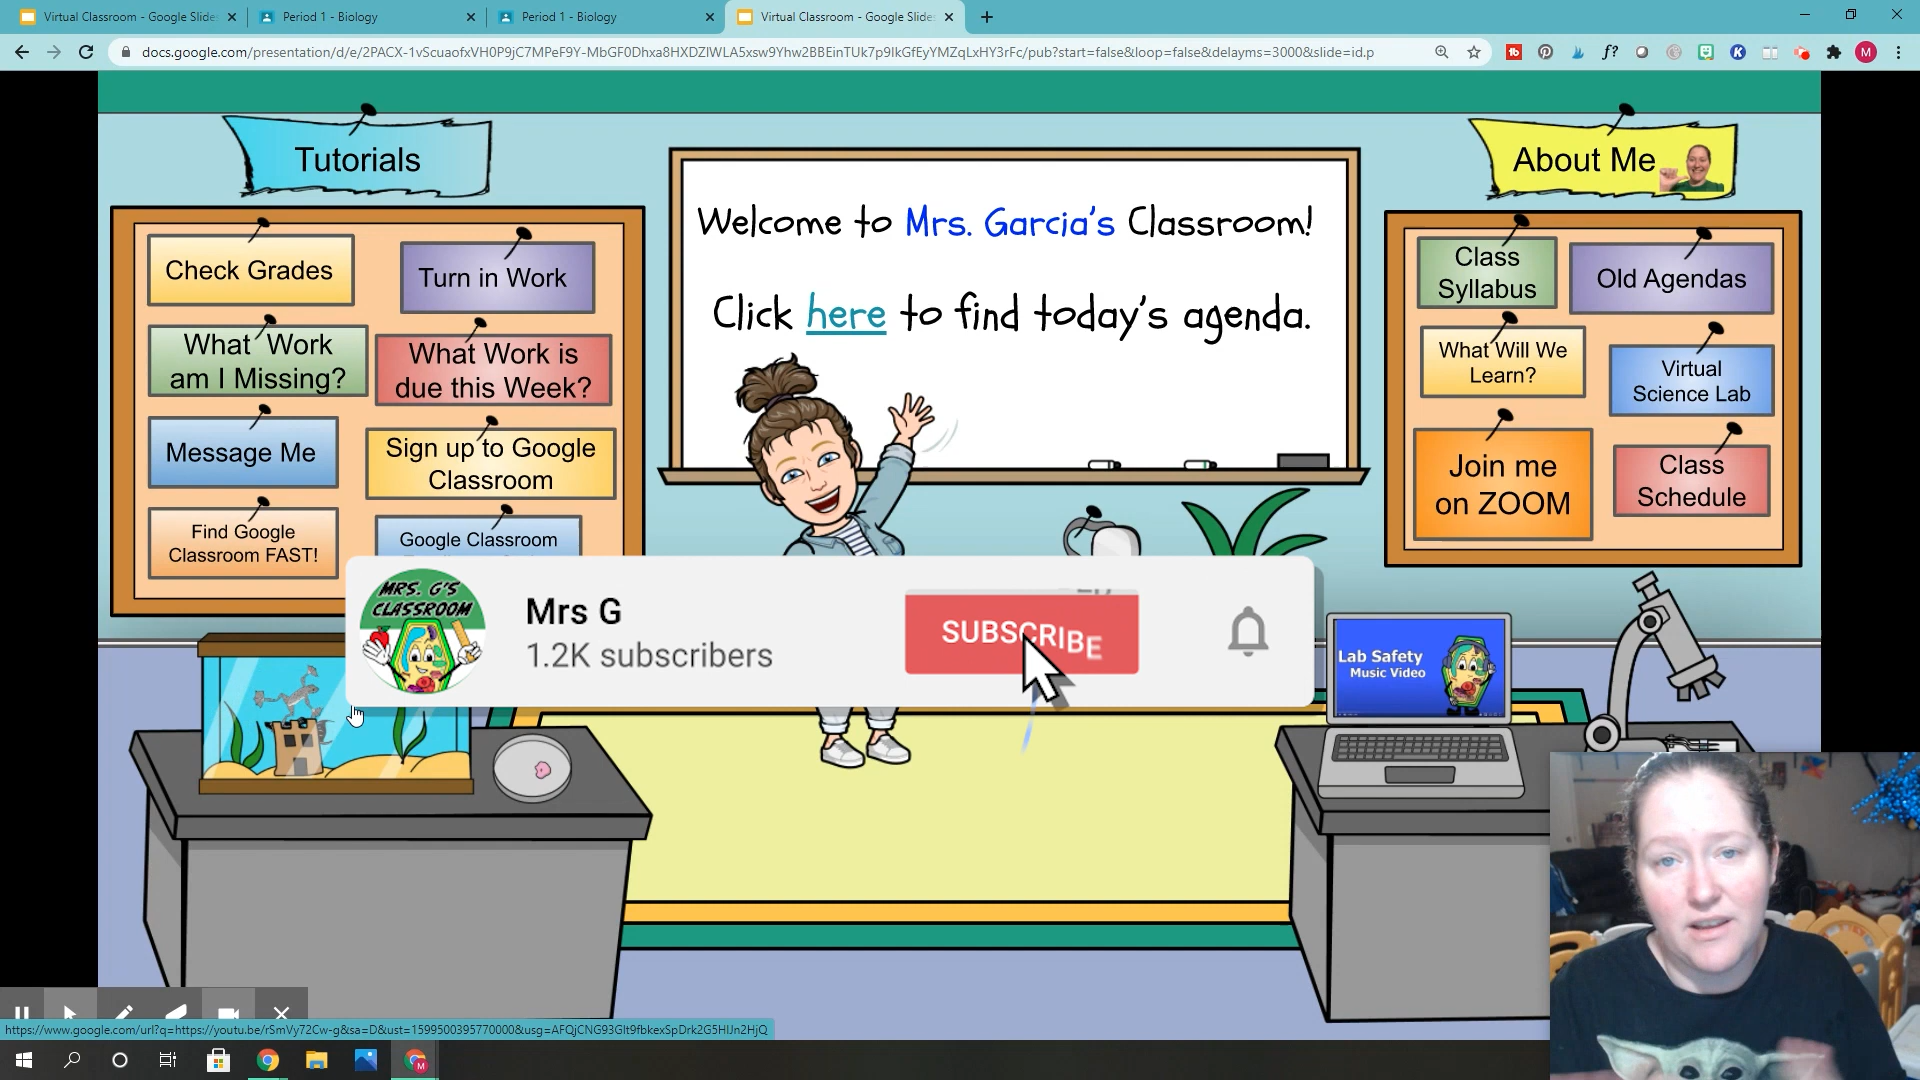 Virtual Classroom - Google Slides
Period 1 - Biology
Period 1 - Biology
Virtual Classroom - Google Slides
docs.google.com/presentation/d/e/2PACX-1vScuaofxVH0P9jC7MPeF9Y-MbGF0Dhxa8HXDZIWLA5xsw9Yhw2BBEinTUk7p9IkGfEyYMZqLxHY3rFc/pub?start=false&loop=false&delayms=3000&slide=id.p
f?
K
M
Tutorials
About Me
Check Grades
Turn in Work
What Work
am I Missing?
What Work is
due this Week?
Message Me
Sign up to Google
Classroom
Find Google
Classroom FAST!
Google Classroom
Welcome to Mrs. Garcia's Classroom!
Click here to find today's agenda.
Class
Syllabus
Old Agendas
What Will We
Learn?
Virtual
Science Lab
Join me
on ZOOM
Class
Schedule
MRS. G'S
CLASSROOM
Mrs G
1.2K subscribers
SUBSCRIBE
Lab Safety
Music Video
https://www.google.com/url?q=https://youtu.be/rSmVy72Cw-g&sa=D&ust=1599500395770000&usg=AFQjCNG93Glt9fbkexSpDrk2G5HIJn2HjQ